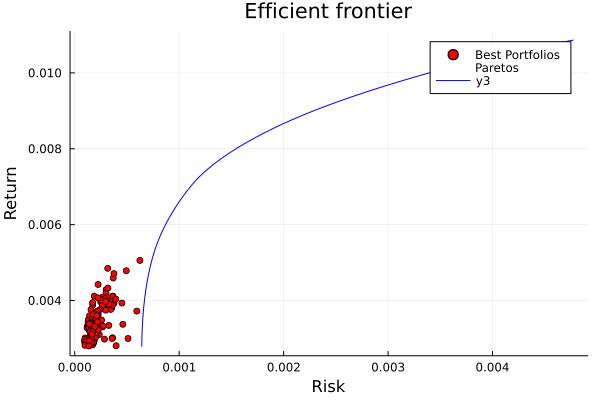 Efficient frontier
Best Portfolios
Paretos
y3
0.010
0.008
0.006
0.004
Return
0.000
0.001
0.002
0.003
0.004
Risk